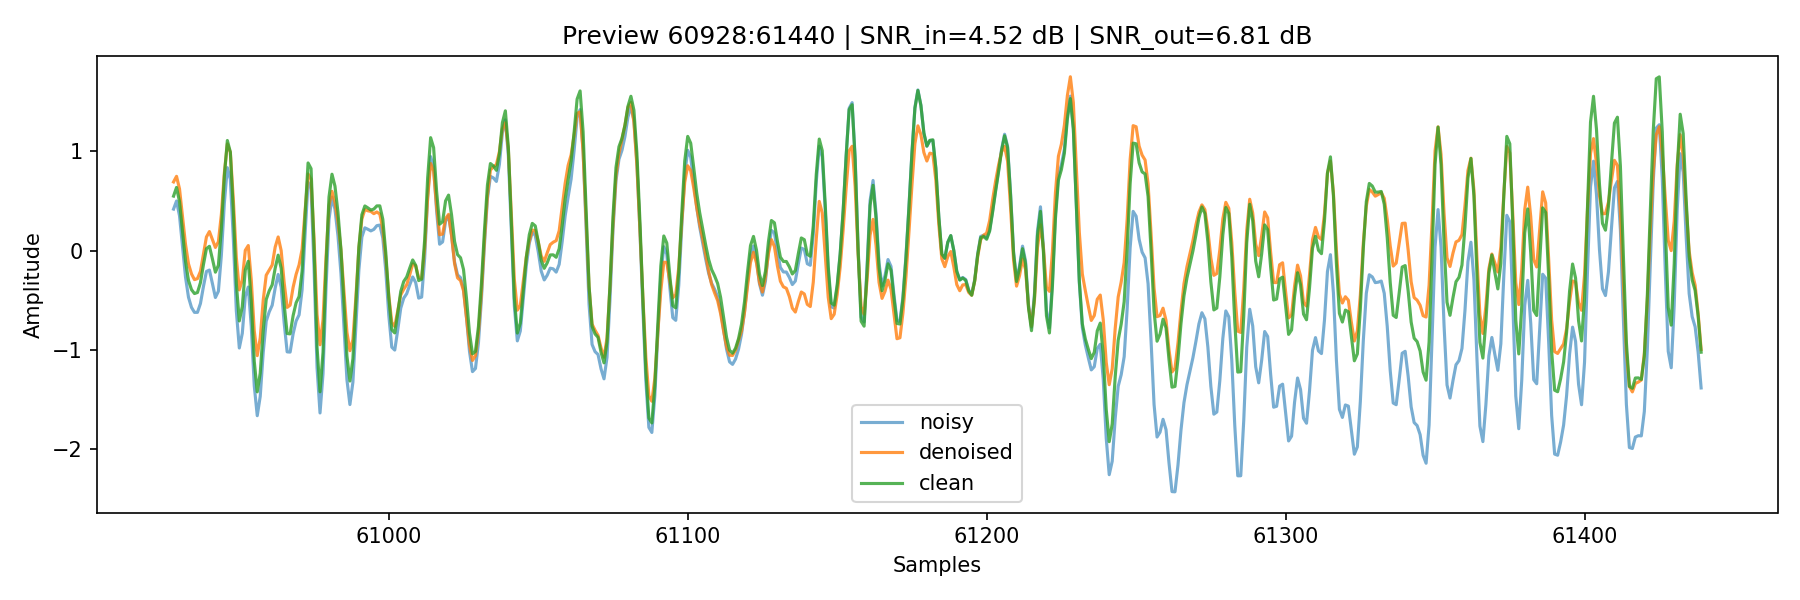 Preview 60928:61440 | SNR_in=4.52 dB | SNR_out=6.81 dB
Amplitude
1
0
−1
−2
noisy
denoised
clean
61000 61100 61200 61300 61400
Samples